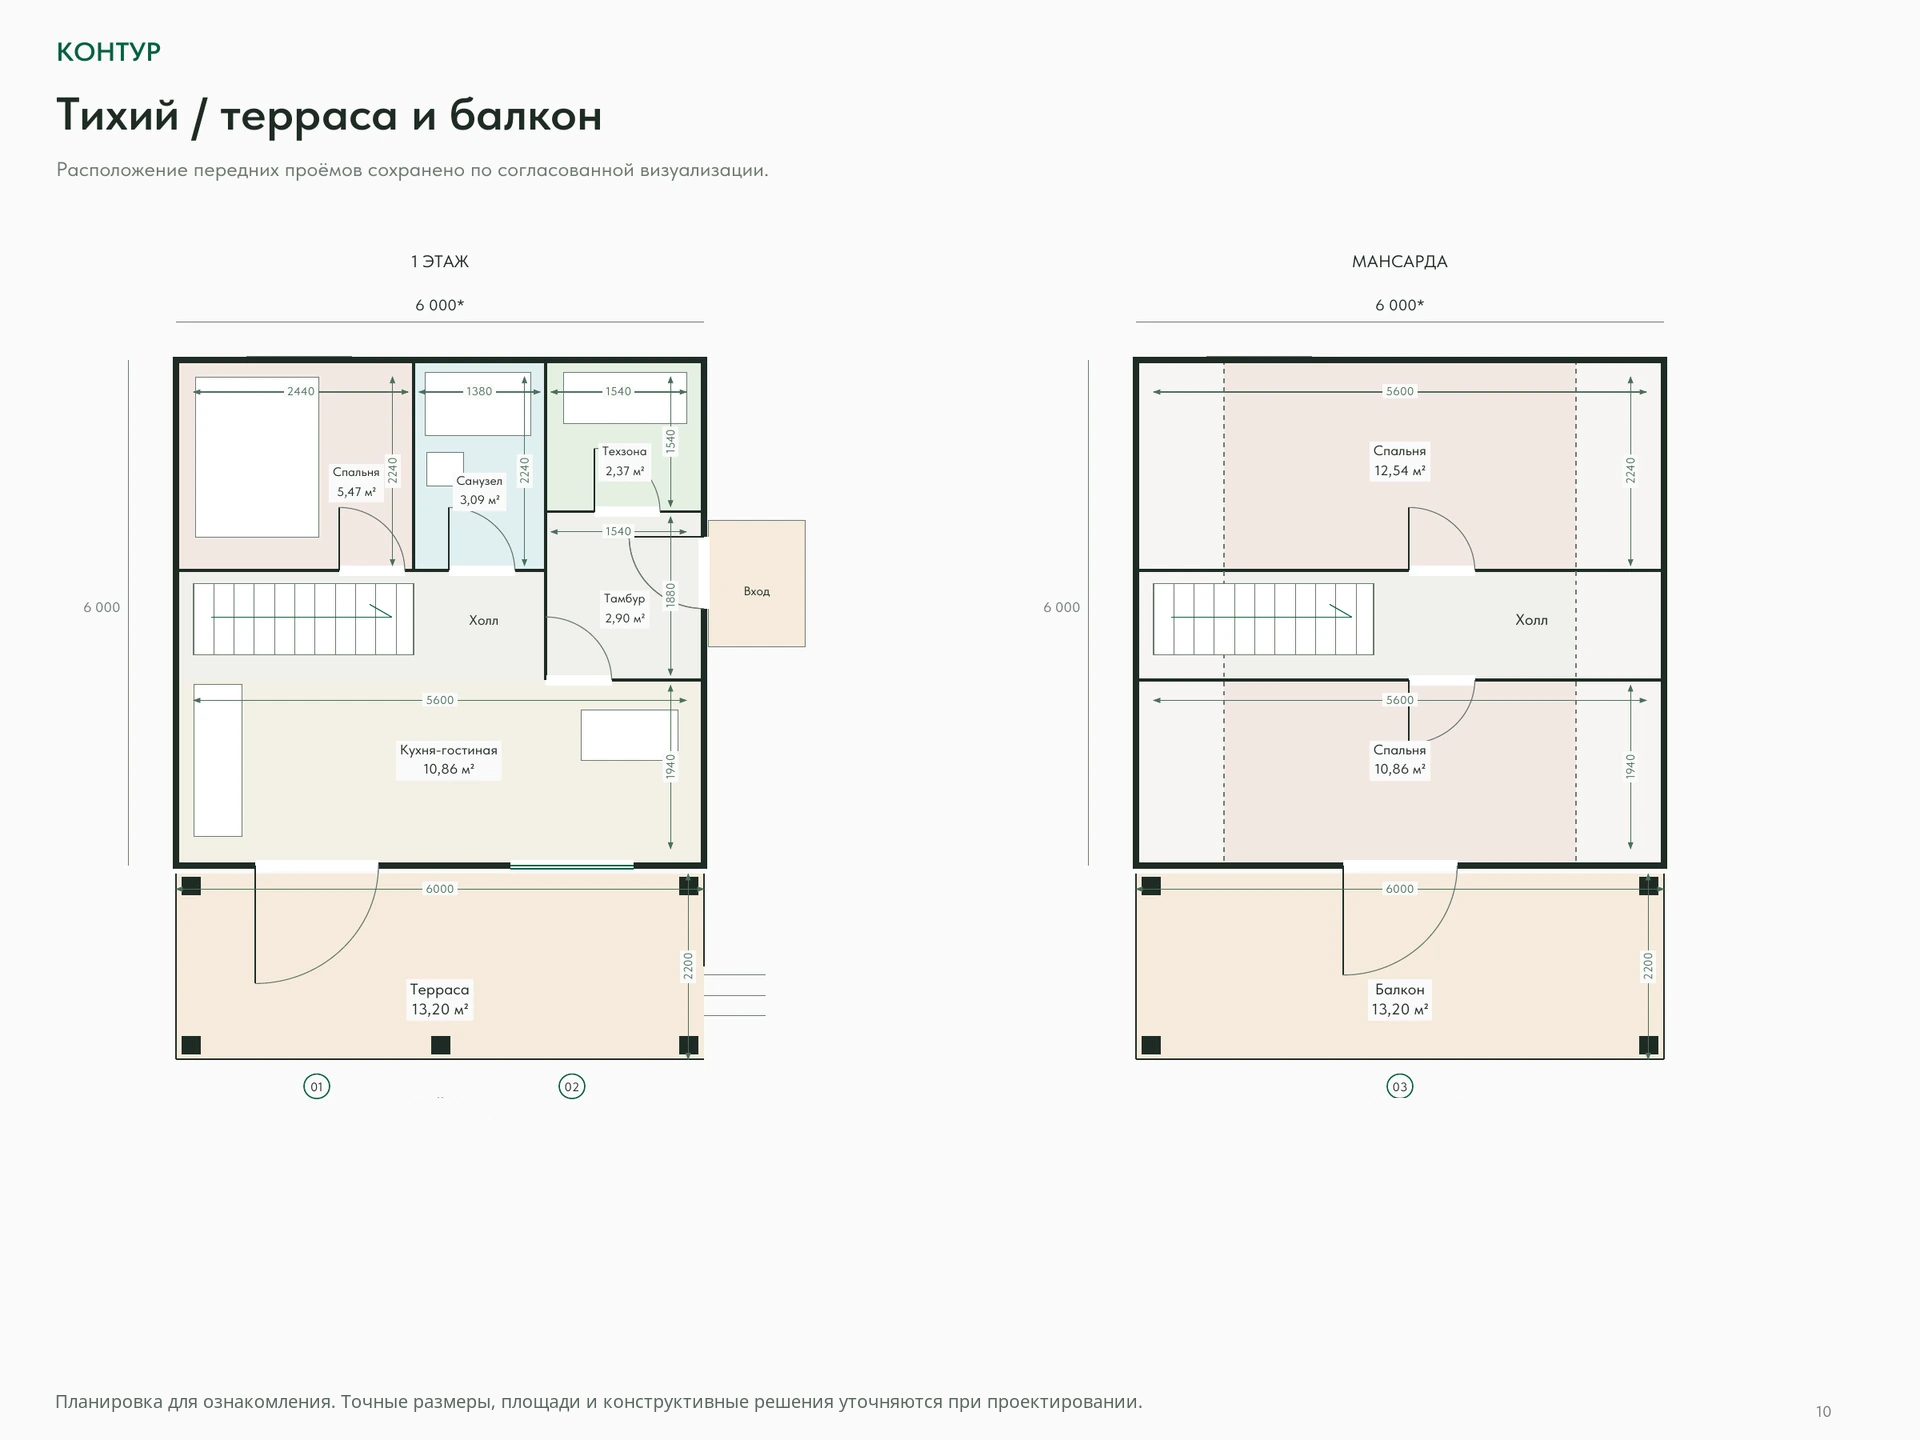 КОНТУР
Тихий / терраса и балкон
Расположение передних проёмов сохранено по согласованной визуализации.
1 ЭТАЖ
6 000*
6 000
2440
1380
1540
2240
2240
1540
Спальня
5,47 м²
Санузел
3,09 м²
Техзона
2,37 м²
1540
1880
Тамбур
2,90 м²
Вход
Холл
5600
1940
Кухня-гостиная
10,86 м²
6000
2200
Терраса
13,20 м²
01
02
МАНСАРДА
6 000*
6 000
5600
2240
Спальня
12,54 м²
Холл
5600
1940
Спальня
10,86 м²
6000
2200
Балкон
13,20 м²
03
Планировка для ознакомления. Точные размеры, площади и конструктивные решения уточняются при проектировании.
10